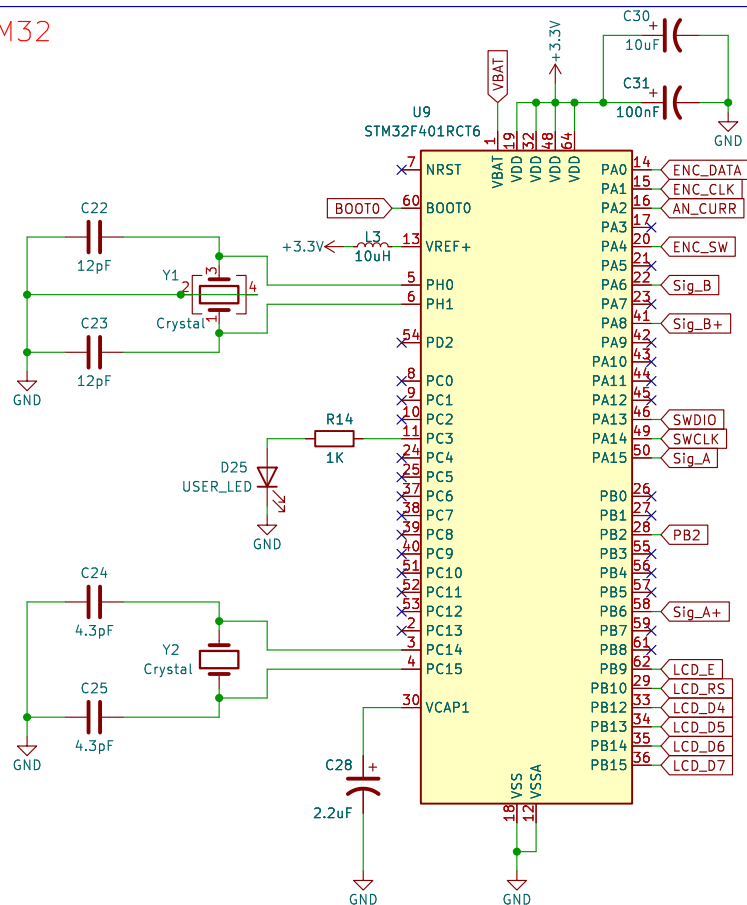 M32
C30
10uF
+3.3V
VBAT
C31
100nF
GND
U9
STM32F401RCT6
1 19 32 48 64
VBAT VDD VDD VDD VDD
7 NRST
BOOT0 60 BOOT0
+3.3V L3 13 VREF+
10uH
5 PH0
6 PH1
54 PD2
8 PC0
9 PC1
10 PC2
11 PC3
24 PC4
25 PC5
37 PC6
38 PC7
39 PC8
40 PC9
51 PC10
52 PC11
53 PC12
2 PC13
3 PC14
4 PC15
30 VCAP1
PA0 14 ENC_DATA
PA1 15 ENC_CLK
PA2 16 AN_CURR
PA3 17
PA4 20 ENC_SW
PA5 21
PA6 22 Sig_B
PA7 23
PA8 41 Sig_B+
PA9 42
PA10 43
PA11 44
PA12 45
PA13 46 SWDIO
PA14 49 SWCLK
PA15 50 Sig_A
PB0 26
PB1 27
PB2 28 PB2
PB3 55
PB4 56
PB5 57
PB6 58 Sig_A+
PB7 59
PB8 61
PB9 62 LCD_E
PB10 29 LCD_RS
PB12 33 LCD_D4
PB13 34 LCD_D5
PB14 35 LCD_D6
PB15 36 LCD_D7
VSS VSSA
18 12
GND
C22
12pF
Y1
3
2 4
Crystal
1
C23
12pF
GND
R14
1K
D25
USER_LED
GND
C24
4.3pF
Y2
Crystal
C25
4.3pF
GND
C28
2.2uF
GND